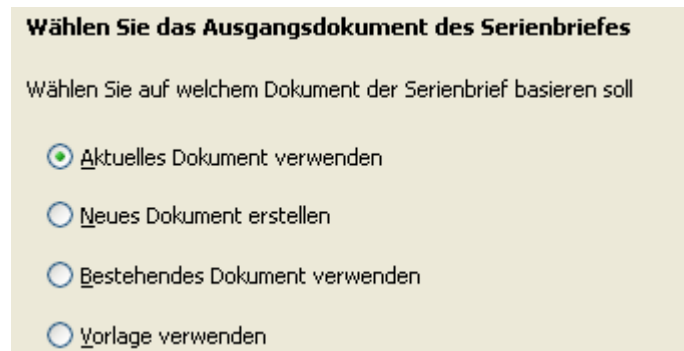 Wählen Sie das Ausgangsdokument des Serienbriefes
Wählen Sie auf welchem Dokument der Serienbrief basieren soll
Aktuelles Dokument verwenden
Neues Dokument erstellen
Bestehendes Dokument verwenden
Vorlage verwenden